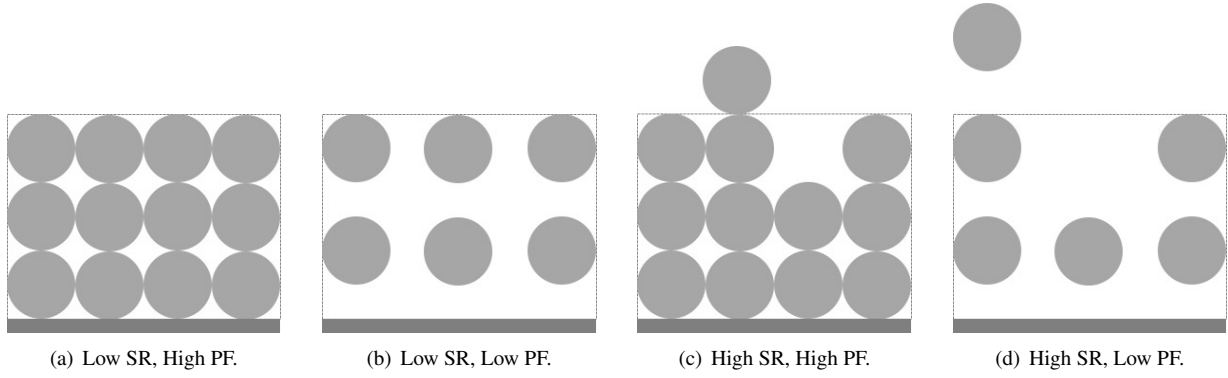 (a) Low SR, High PF.
(b) Low SR, Low PF.
(c) High SR, High PF.
(d) High SR, Low PF.